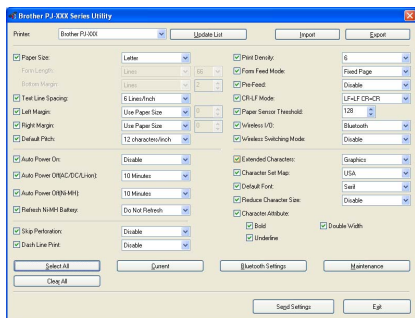 Brother PJ-XXX Series Utility
Printer: Brother PJ-XXX Update List Import Export
Paper Size: Letter
Form Length: Lines 66
Bottom Margin: Lines 2
Text Line Spacing: 6 Lines/Inch
Left Margin: Use Paper Size 0
Right Margin: Use Paper Size 0
Default Pitch: 12 characters/inch
Auto Power On: Disable
Auto Power Off(AC/DC/Li-ion): 10 Minutes
Auto Power Off(Ni-MH): 10 Minutes
Refresh Ni-MH Battery: Do Not Refresh
Skip Perforation: Disable
Dash Line Print: Disable
Print Density: 6
Form Feed Mode: Fixed Page
Pre-Feed: Disable
CR-LF Mode: LF=LF CR=CR
Paper Sensor Threshold: 128
Wireless I/O: Bluetooth
Wireless Switching Mode: Disable
Extended Characters: Graphics
Character Set Map: USA
Default Font: Serif
Reduce Character Size: Disable
Character Attribute:
Bold Double Width
Underline
Select All Current Bluetooth Settings Maintenance
Clear All
Send Settings Exit